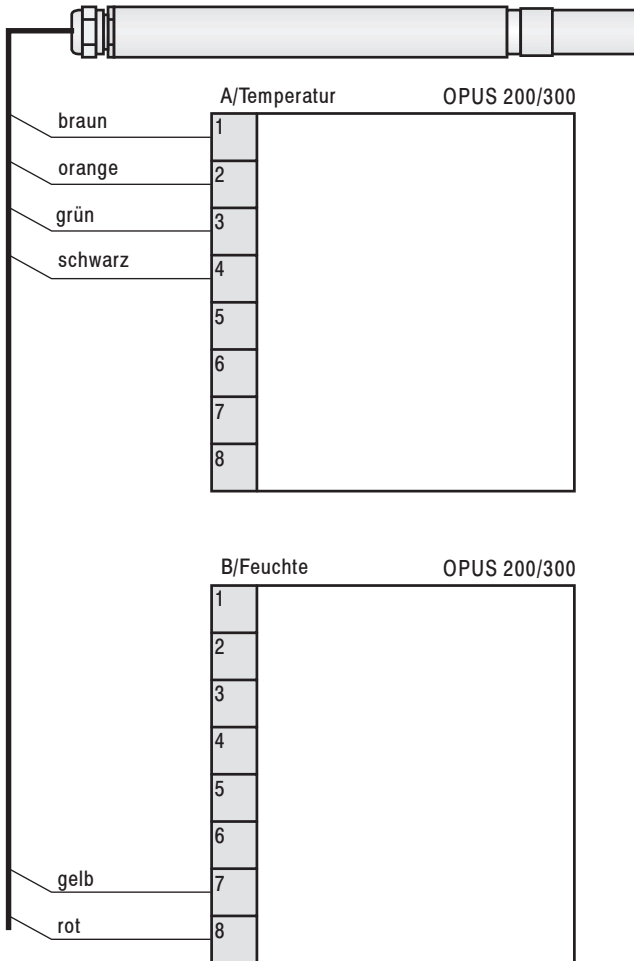 A/Temperatur OPUS 200/300
braun 1
orange 2
grün 3
schwarz 4
5
6
7
8
B/Feuchte OPUS 200/300
1
2
3
4
5
6
gelb 7
rot 8